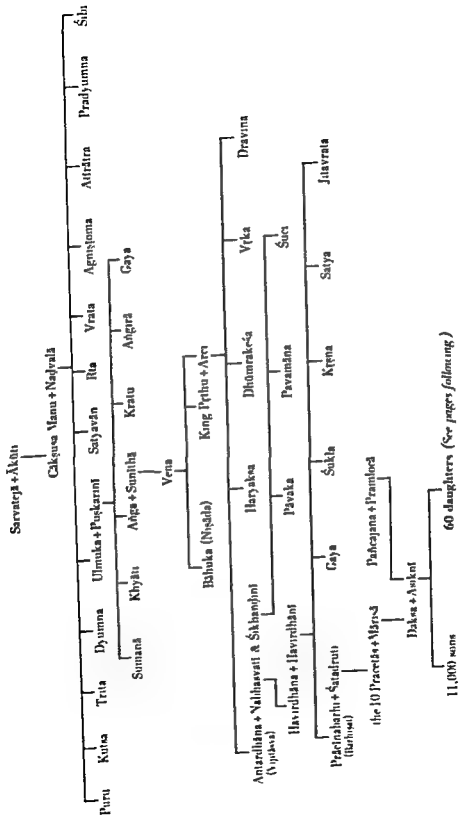 Sarvatejā + Ākūti
Cākṣuṣa Manu + Naḍvalā
Puru Kutsa Trita Dyumna Ulmuka + Puṣkariṇī Satyavān Ṛta Vrata Agniṣṭoma Atirātra Pradyumna Śibi
Sumanā Khyāti Aṅga + Sunīthā Kratu Aṅgirā Gaya
Vena
Bāhuka (Niṣāda) King Pṛthu + Arci
Antardhāna + Nabhasvatī & Śikhaṇḍinī Haryakṣa Dhūmrakeśa Vṛka Draviṇa
(Vijitāśva)
Havirdhāna + Havirdhānī Pāvaka Pavamāna Śuci
Prācīnabarhi + Śatadruti Gaya Śukla Kṛṣṇa Satya Jitavrata
(Barhiṣat)
the 10 Pracetās + Māriṣā Pañcajana + Pramlocā
Dakṣa + Asiknī
11,000 sons 60 daughters (See pages following)